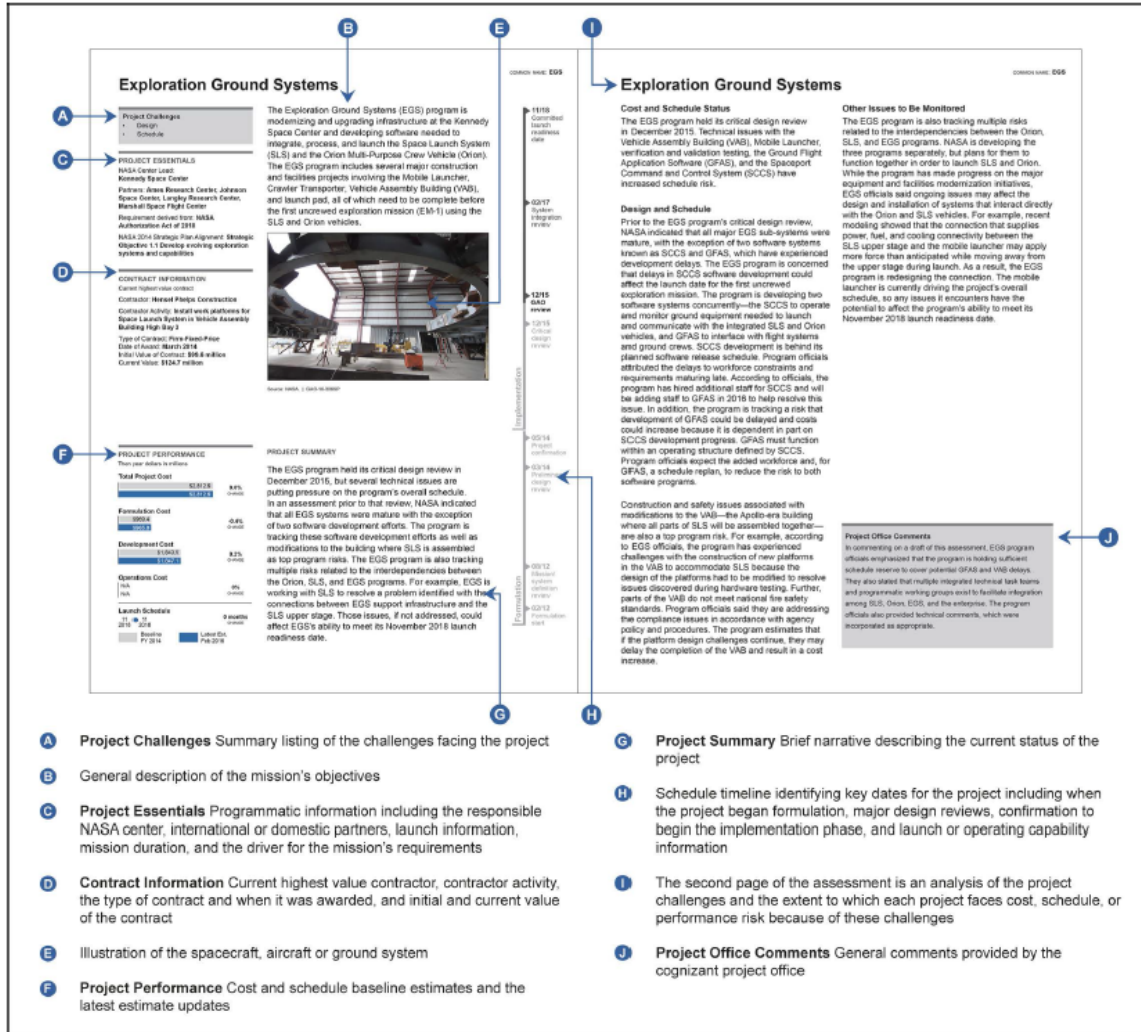 B
E
I
COMMON NAME: EGS
Exploration Ground Systems
A
Project Challenges
• Design
• Schedule
C
PROJECT ESSENTIALS
NASA Center Lead:
Kennedy Space Center
Partners: Ames Research Center, Johnson
Space Center, Langley Research Center,
Marshall Space Flight Center
Requirement derived from: NASA
Authorization Act of 2010
NASA 2014 Strategic Plan Alignment: Strategic
Objective 1.1 Develop evolving exploration
systems and capabilities
D
CONTRACT INFORMATION
Current highest value contract
Contractor: Hensel Phelps Construction
Contractor Activity: Install work platforms for
Space Launch System in Vehicle Assembly
Building High Bay 3
Type of Contract: Firm-Fixed-Price
Date of Award: March 2014
Initial Value of Contract:
Current Value: $124.7 million
The Exploration Ground Systems (EGS) program is
modernizing and upgrading infrastructure at the Kennedy
Space Center and developing software needed to
integrate, process, and launch the Space Launch System
(SLS) and the Orion Multi-Purpose Crew Vehicle (Orion).
The EGS program includes several major construction
and facilities projects involving the Mobile Launcher,
Crawler Transporter, Vehicle Assembly Building (VAB),
and launch pad, all of which need to be complete before
the first uncrewed exploration mission (EM-1) using the
SLS and Orion vehicles.
Source: NASA. |
11/18
Committed
launch
readiness
date
02/17
System
integration
review
12/15
GAO
review
12/15
Critical
design
review
Implementation
05/14
Project
confirmation
03/14
Preliminary
design
review
Mission
system
definition
review
02/12
Formulation
start
Formulation
F
PROJECT PERFORMANCE
Then year dollars in millions
Total Project Cost
Formulation Cost
Development Cost
Operations Cost
N/A
N/A
Launch Schedule
11
2018
11
2018
0 months
Baseline
FY 2014
Latest Est.
Feb 2016
PROJECT SUMMARY
The EGS program held its critical design review in
December 2015, but several technical issues are
putting pressure on the program's overall schedule.
In an assessment prior to that review, NASA indicated
that all EGS systems were mature with the exception
of two software development efforts. The program is
tracking these software development efforts as well as
modifications to the building where SLS is assembled
as top program risks. The EGS program is also tracking
multiple risks related to the interdependencies between
the Orion, SLS, and EGS programs. For example, EGS is
working with SLS to resolve a problem identified with the
connections between EGS support infrastructure and the
SLS upper stage. Those issues, if not addressed, could
affect EGS's ability to meet its November 2018 launch
readiness date.
G
H
COMMON NAME: EGS
Exploration Ground Systems
Cost and Schedule Status
The EGS program held its critical design review
in December 2015. Technical issues with the
Vehicle Assembly Building (VAB), Mobile Launcher,
verification and validation testing, the Ground Flight
Application Software (GFAS), and the Spaceport
Command and Control System (SCCS) have
increased schedule risk.
Design and Schedule
Prior to the EGS program's critical design review,
NASA indicated that all major EGS sub-systems were
mature, with the exception of two software systems
known as SCCS and GFAS, which have experienced
development delays. The EGS program is concerned
that delays in SCCS software development could
affect the launch date for the first uncrewed
exploration mission. The program is developing two
software systems concurrently—the SCCS to operate
and monitor ground equipment needed to launch
and communicate with the integrated SLS and Orion
vehicles, and GFAS to interface with flight systems
and ground crews. SCCS development is behind its
planned software release schedule. Program officials
attributed the delays to workforce constraints and
requirements maturing late. According to officials, the
program has hired additional staff for SCCS and will
be adding staff to GFAS in 2016 to help resolve this
issue. In addition, the program is tracking a risk that
development of GFAS could be delayed and costs
could increase because it is dependent in part on
SCCS development progress. GFAS must function
within an operating structure defined by SCCS.
Program officials expect the added workforce and, for
GFAS, a schedule replan, to reduce the risk to both
software programs.
Construction and safety issues associated with
modifications to the VAB—the Apollo-era building
where all parts of SLS will be assembled together—
are also a top program risk. For example, according
to EGS officials, the program has experienced
challenges with the construction of new platforms
in the VAB to accommodate SLS because the
design of the platforms had to be modified to resolve
issues discovered during hardware testing. Further,
parts of the VAB do not meet national fire safety
standards. Program officials said they are addressing
the compliance issues in accordance with agency
policy and procedures. The program estimates that
if the platform design challenges continue, they may
delay the completion of the VAB and result in a cost
increase.
Other Issues to Be Monitored
The EGS program is also tracking multiple risks
related to the interdependencies between the Orion,
SLS, and EGS programs. NASA is developing the
three programs separately, but plans for them to
function together in order to launch SLS and Orion.
While the program has made progress on the major
equipment and facilities modernization initiatives,
EGS officials said ongoing issues may affect the
design and installation of systems that interact directly
with the Orion and SLS vehicles. For example, recent
modeling showed that the connection that supplies
power, fuel, and cooling connectivity between the
SLS upper stage and the mobile launcher may apply
more force than anticipated while moving away from
the upper stage during launch. As a result, the EGS
program is redesigning the connection. The mobile
launcher is currently driving the project's overall
schedule, so any issues it encounters have the
potential to affect the program's ability to meet its
November 2018 launch readiness date.
J
Project Office Comments
In commenting on a draft of this assessment, EGS program
officials emphasized that the program is holding sufficient
schedule reserve to cover potential GFAS and VAB delays.
They also stated that multiple integrated technical task teams
and programmatic working groups exist to facilitate integration
among SLS, Orion, EGS, and the enterprise. The program
officials also provided technical comments, which were
incorporated as appropriate.
A Project Challenges Summary listing of the challenges facing the project
B General description of the mission's objectives
C Project Essentials Programmatic information including the responsible
NASA center, international or domestic partners, launch information,
mission duration, and the driver for the mission's requirements
D Contract Information Current highest value contractor, contractor activity,
the type of contract and when it was awarded, and initial and current value
of the contract
E Illustration of the spacecraft, aircraft or ground system
F Project Performance Cost and schedule baseline estimates and the
latest estimate updates
G Project Summary Brief narrative describing the current status of the
project
H Schedule timeline identifying key dates for the project including when
the project began formulation, major design reviews, confirmation to
begin the implementation phase, and launch or operating capability
information
I The second page of the assessment is an analysis of the project
challenges and the extent to which each project faces cost, schedule, or
performance risk because of these challenges
J Project Office Comments General comments provided by the
cognizant project office